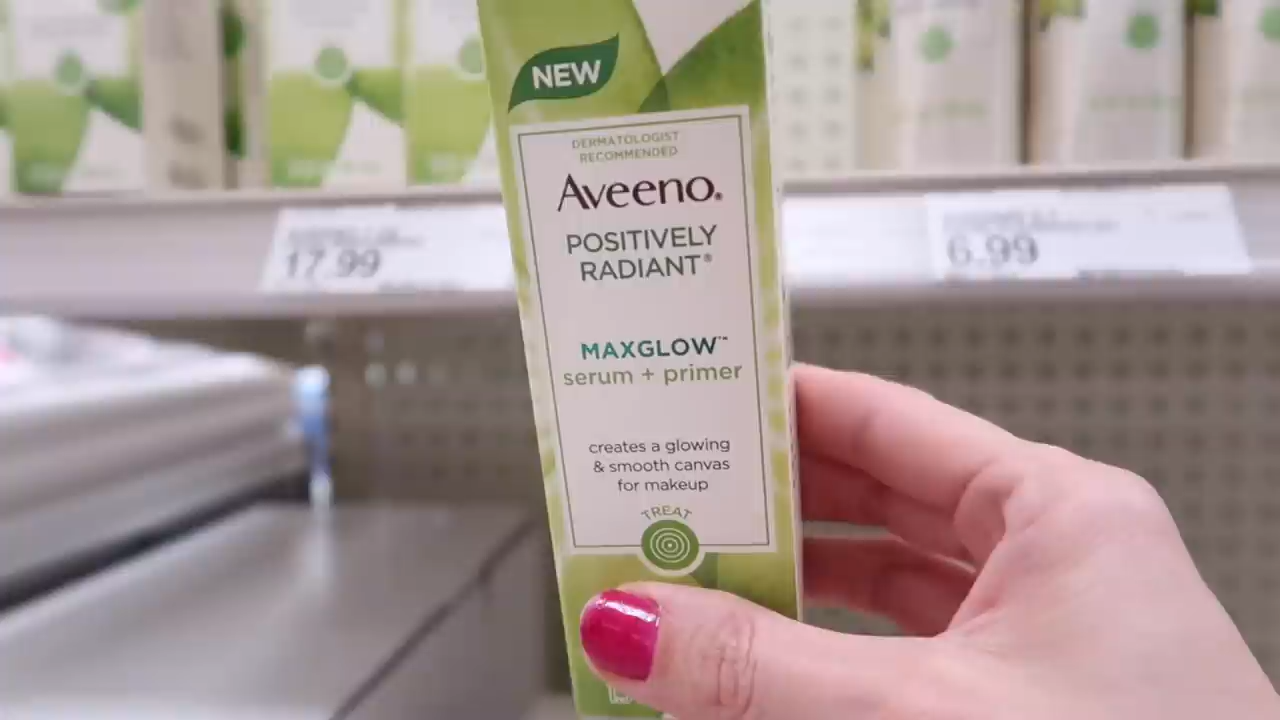 NEW
DERMATOLOGIST
RECOMMENDED
Aveeno®
POSITIVELY
RADIANT®
MAXGLOW™
serum + primer
creates a glowing
& smooth canvas
for makeup
TREAT
17.99
6.99